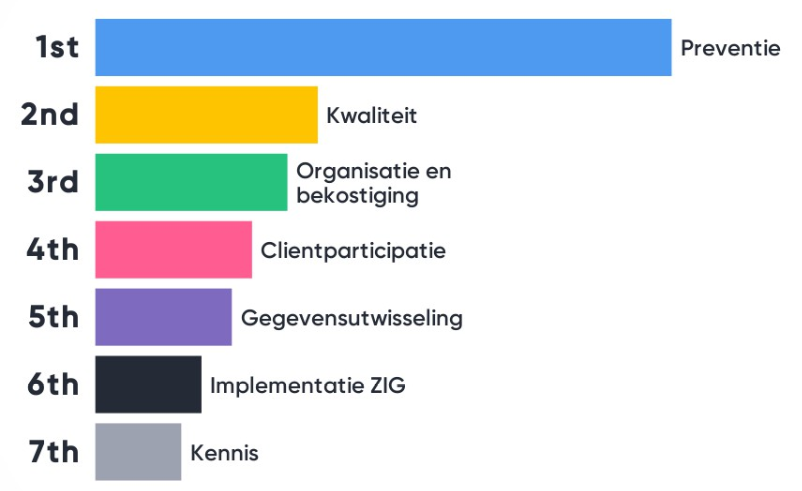 1st Preventie
2nd Kwaliteit
3rd Organisatie en
bekostiging
4th Clientparticipatie
5th Gegevensutwisseling
6th Implementatie ZIG
7th Kennis